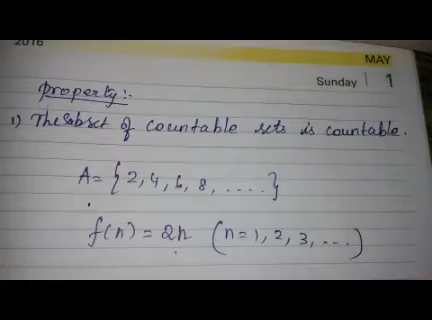 2016
MAY
Sunday 1
Property:-
1) The Subset of countable sets is countable.
A = {2, 4, 6, 8, .....}
f(n) = 2n (n = 1, 2, 3, ...)